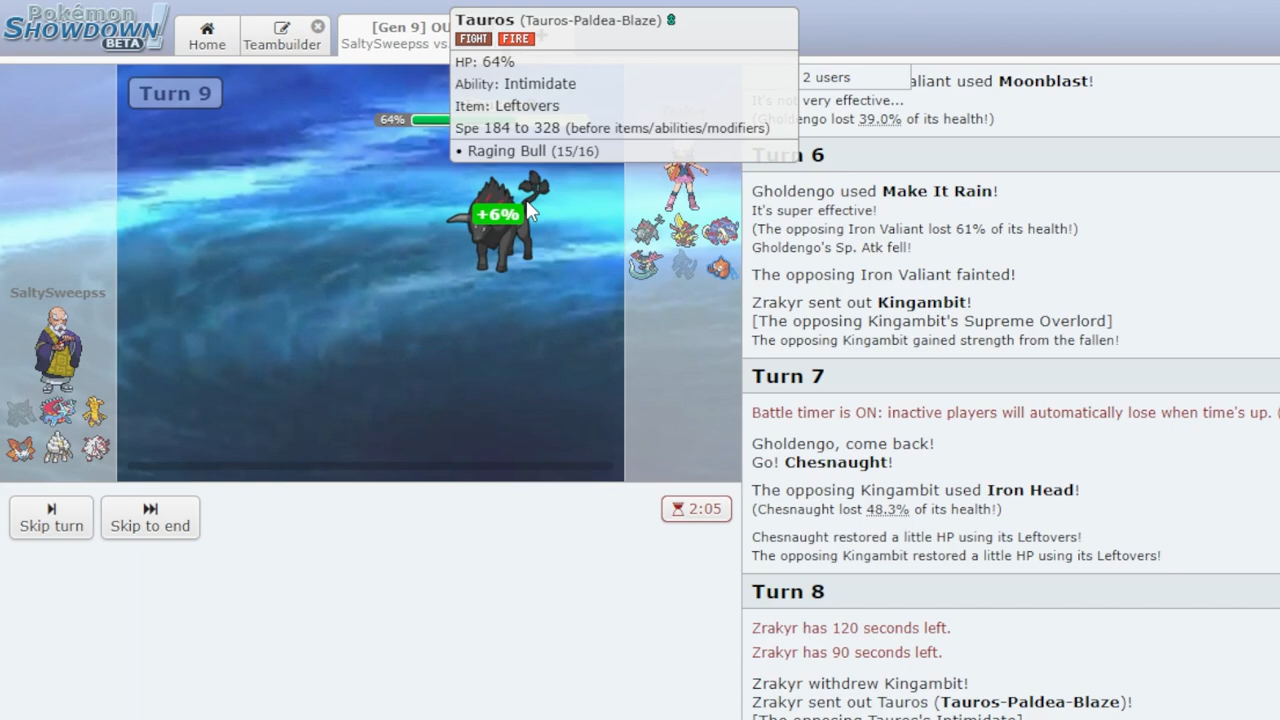 Pokémon
SHOWDOWN!
BETA
Home
Teambuilder
[Gen 9] OU
SaltySweepss vs.
Tauros (Tauros-Paldea-Blaze)
FIGHT FIRE
HP: 64%
Ability: Intimidate
Item: Leftovers
Spe 184 to 328 (before items/abilities/modifiers)
• Raging Bull (15/16)
Turn 9
64%
+6%
SaltySweepss
Skip turn
Skip to end
2:05
2 users
aliant used Moonblast!
It's not very effective...
(Gholdengo lost 39.0% of its health!)
Turn 6
Gholdengo used Make It Rain!
It's super effective!
(The opposing Iron Valiant lost 61% of its health!)
Gholdengo's Sp. Atk fell!
The opposing Iron Valiant fainted!
Zrakyr sent out Kingambit!
[The opposing Kingambit's Supreme Overlord]
The opposing Kingambit gained strength from the fallen!
Turn 7
Battle timer is ON: inactive players will automatically lose when time's up. (
Gholdengo, come back!
Go! Chesnaught!
The opposing Kingambit used Iron Head!
(Chesnaught lost 48.3% of its health!)
Chesnaught restored a little HP using its Leftovers!
The opposing Kingambit restored a little HP using its Leftovers!
Turn 8
Zrakyr has 120 seconds left.
Zrakyr has 90 seconds left.
Zrakyr withdrew Kingambit!
Zrakyr sent out Tauros (Tauros-Paldea-Blaze)!
[The opposing Tauros's Intimidate]